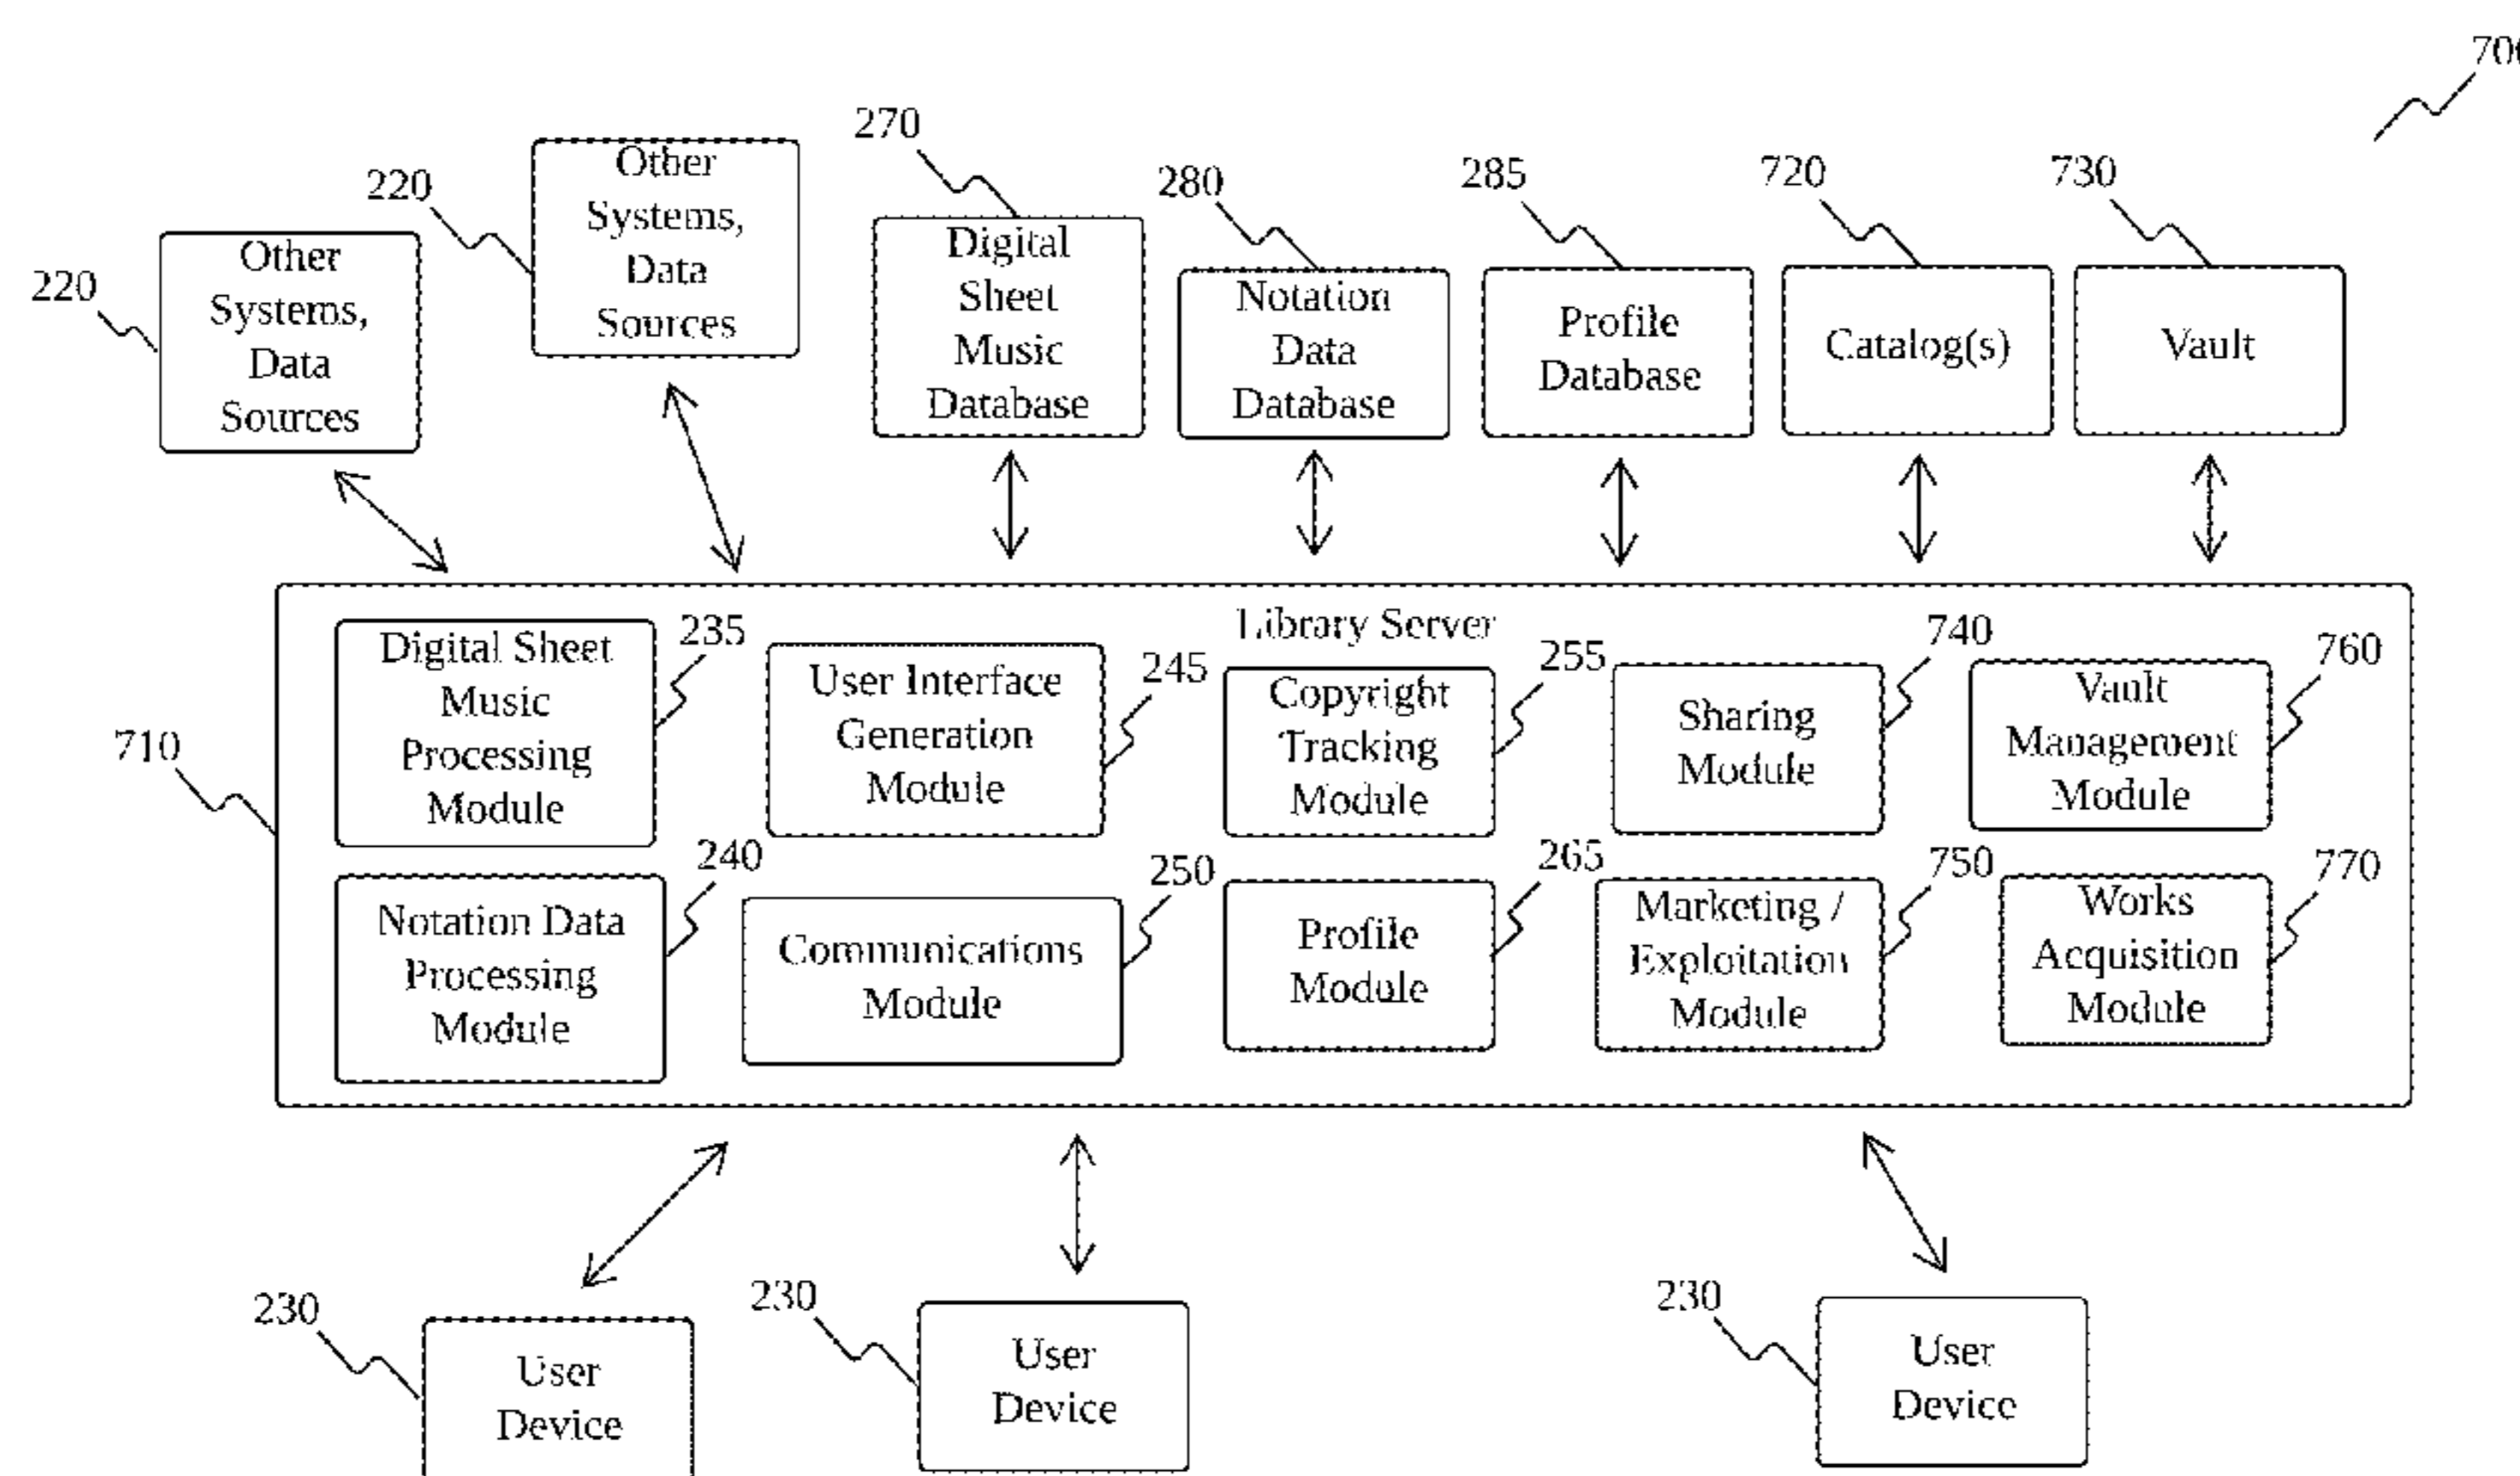 700
220
Other
Systems,
Data
Sources
220
Other
Systems,
Data
Sources
270
Digital
Sheet
Music
Database
280
Notation
Data
Database
285
Profile
Database
720
Catalog(s)
730
Vault
710
Library Server
Digital Sheet
Music
Processing
Module
235
User Interface
Generation
Module
245
Copyright
Tracking
Module
255
Sharing
Module
740
Vault
Management
Module
760
Notation Data
Processing
Module
240
Communications
Module
250
Profile
Module
265
Marketing /
Exploitation
Module
750
Works
Acquisition
Module
770
230
User
Device
230
User
Device
230
User
Device